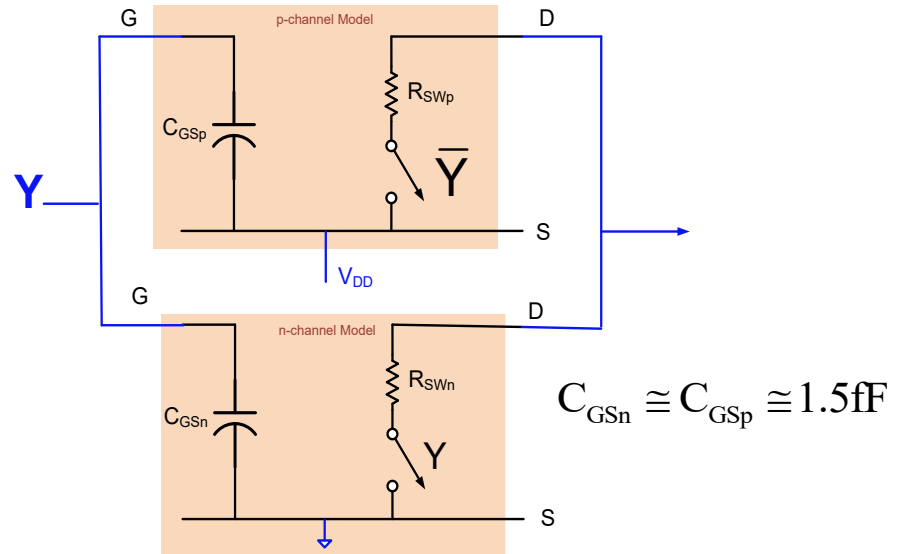 G
p-channel Model
D
R_SWp
C_GSp
Y̅
Y
S
V_DD
G
n-channel Model
D
R_SWn
C_GSn
Y
C_GSn ≅ C_GSp ≅ 1.5fF
S